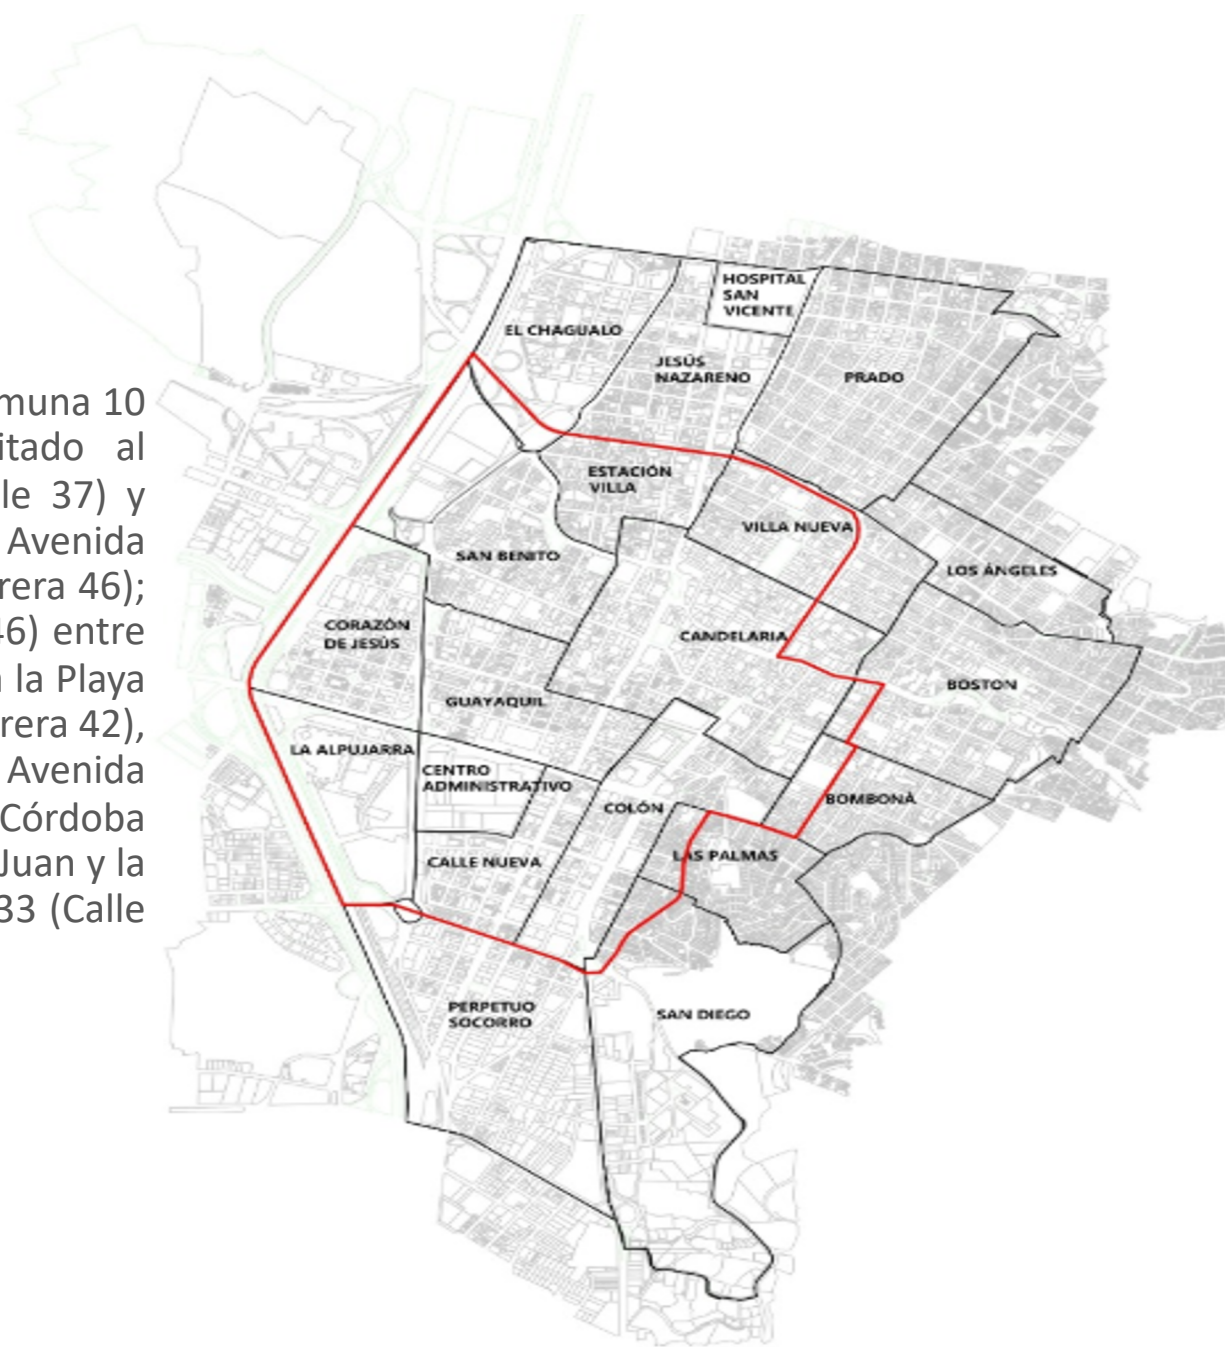 muna 10
itado al
le 37) y
Avenida
rera 46);
46) entre
la Playa
rera 42),
Avenida
Córdoba
Juan y la
33 (Calle
HOSPITAL
SAN
VICENTE
EL CHAGUALO
JESÚS
NAZARENO
PRADO
ESTACIÓN
VILLA
VILLA NUEVA
SAN BENITO
LOS ÁNGELES
CORAZÓN
DE JESÚS
CANDELARIA
BOSTON
GUAYAQUIL
LA ALPUJARRA
CENTRO
ADMINISTRATIVO
BOMBONÁ
COLÓN
CALLE NUEVA
LAS PALMAS
PERPETUO
SOCORRO
SAN DIEGO